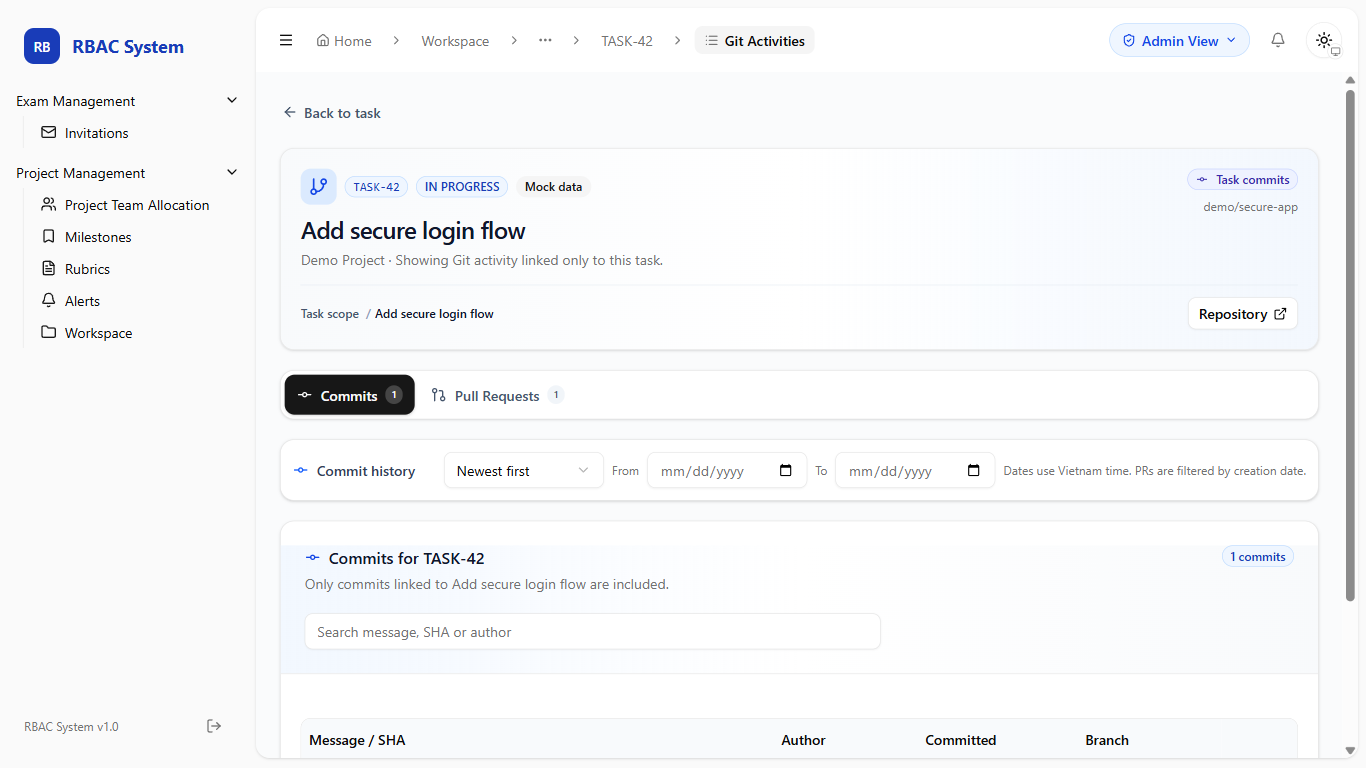 RB
RBAC System
Exam Management
Invitations
Project Management
Project Team Allocation
Milestones
Rubrics
Alerts
Workspace
RBAC System v1.0
Home
Workspace
TASK-42
Git Activities
Admin View
Back to task
TASK-42
IN PROGRESS
Mock data
Task commits
demo/secure-app
Add secure login flow
Demo Project · Showing Git activity linked only to this task.
Task scope / Add secure login flow
Repository
Commits 1
Pull Requests 1
Commit history
Newest first
From
mm/dd/yyyy
To
mm/dd/yyyy
Dates use Vietnam time. PRs are filtered by creation date.
Commits for TASK-42
1 commits
Only commits linked to Add secure login flow are included.
Search message, SHA or author
Message / SHA
Author
Committed
Branch